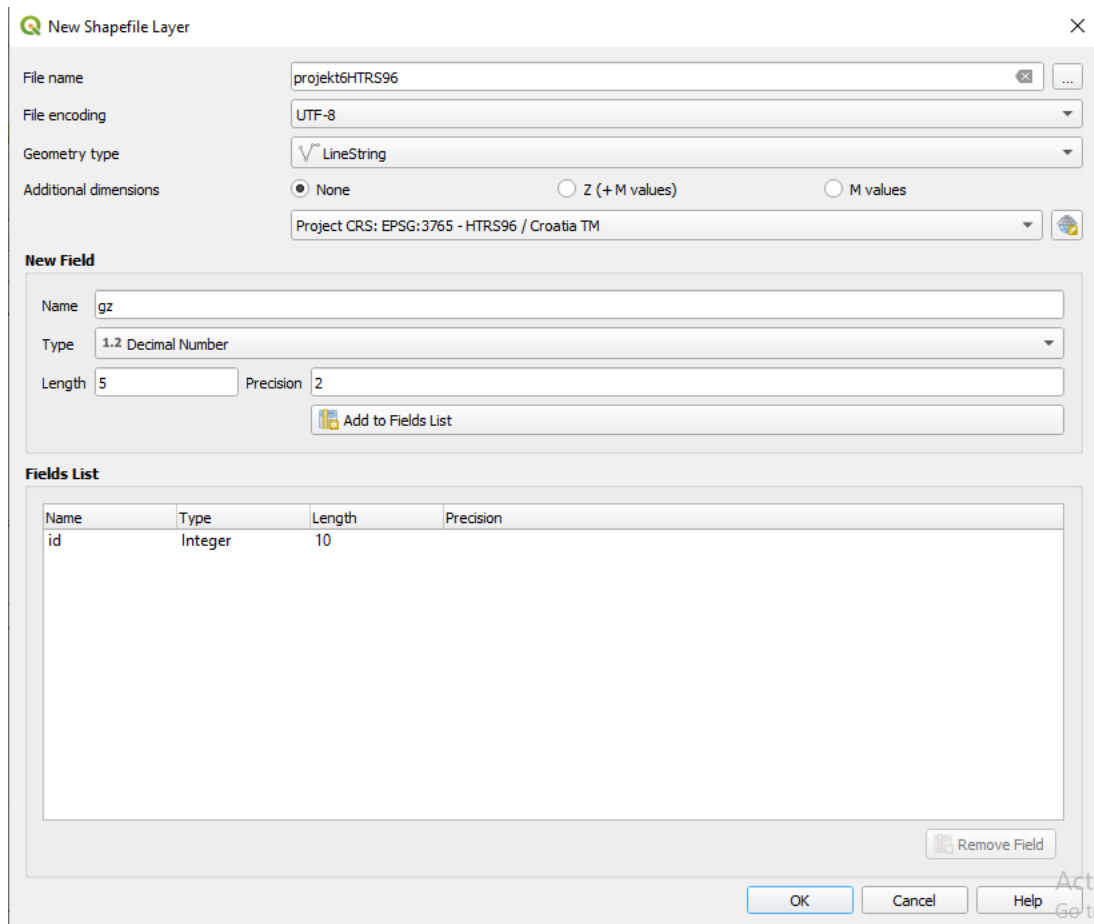 New Shapefile Layer
File name projekt6HTRS96 ...
File encoding UTF-8
Geometry type LineString
Additional dimensions None Z (+ M values) M values
Project CRS: EPSG:3765 - HTRS96 / Croatia TM
New Field
Name gz
Type 1.2 Decimal Number
Length 5 Precision 2
Add to Fields List
Fields List
Name Type Length Precision
id Integer 10
Remove Field
OK Cancel Help
Act
Go t